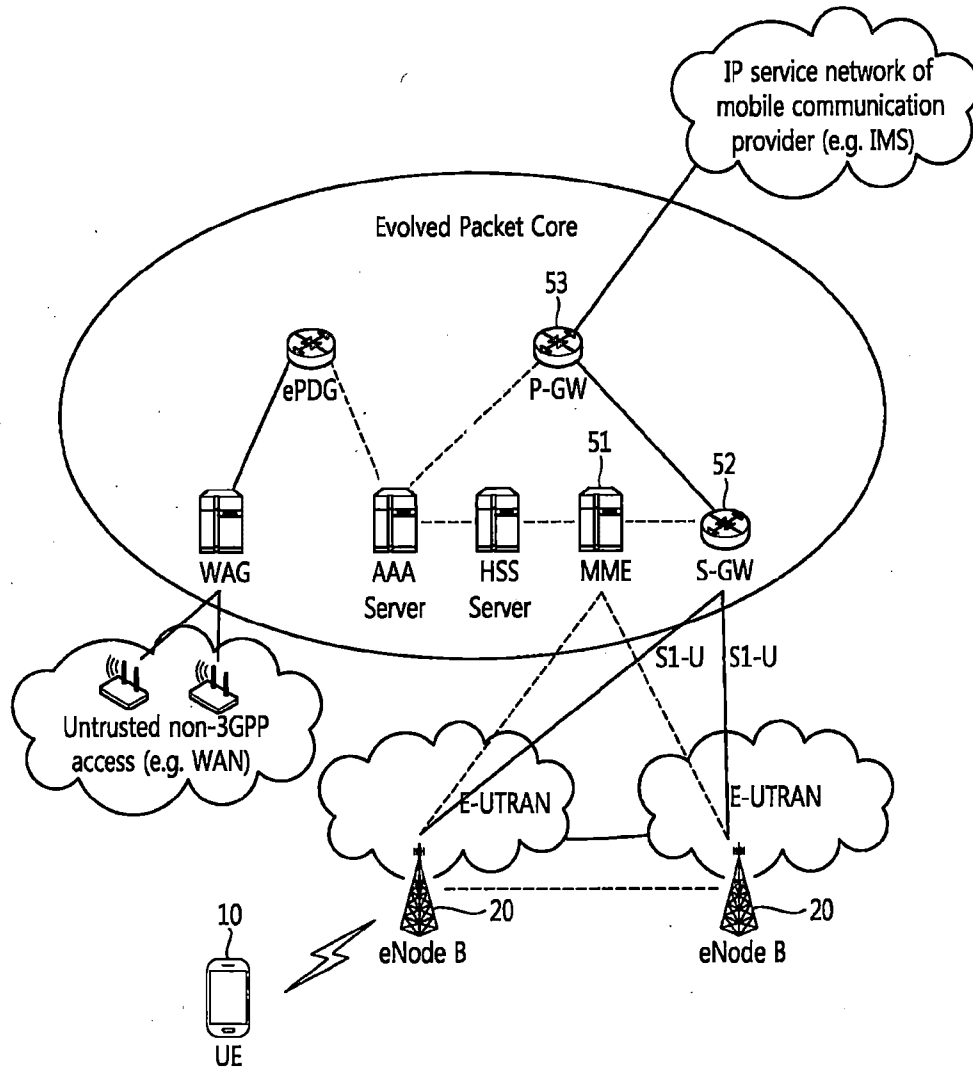 IP service network of
mobile communication
provider (e.g. IMS)
Evolved Packet Core
53
ePDG
P-GW
51
52
WAG
AAA
Server
HSS
Server
MME
S-GW
S1-U
S1-U
Untrusted non-3GPP
access (e.g. WAN)
E-UTRAN
E-UTRAN
20
20
eNode B
eNode B
10
UE